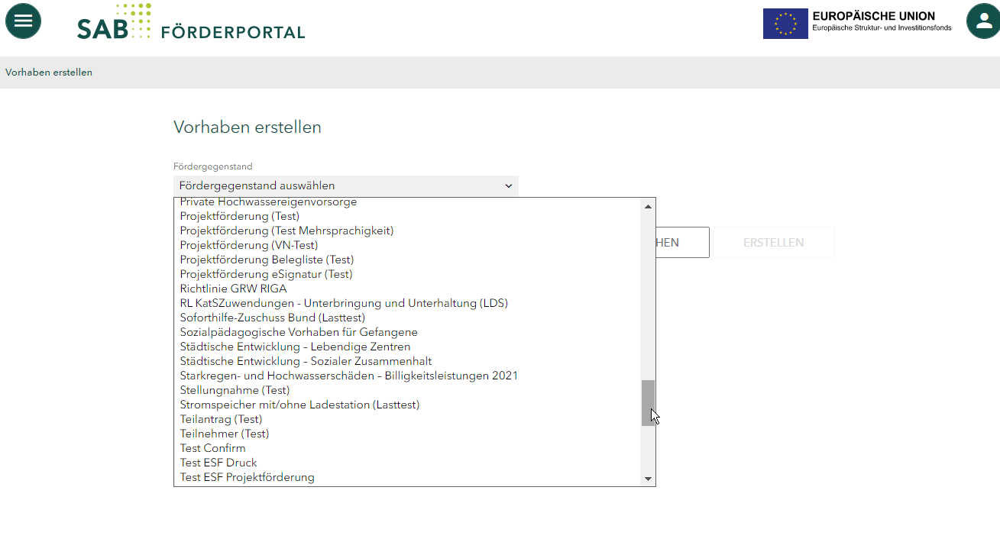 SAB FÖRDERPORTAL
EUROPÄISCHE UNION
Europäische Struktur- und Investitionsfonds
Vorhaben erstellen
Vorhaben erstellen
Fördergegenstand
Fördergegenstand auswählen
Private Hochwassereigenvorsorge
Projektförderung (Test)
Projektförderung (Test Mehrsprachigkeit)
Projektförderung (VN-Test)
Projektförderung Belegliste (Test)
Projektförderung eSignatur (Test)
Richtlinie GRW RIGA
RL KatSZuwendungen - Unterbringung und Unterhaltung (LDS)
Soforthilfe-Zuschuss Bund (Lasttest)
Sozialpädagogische Vorhaben für Gefangene
Städtische Entwicklung – Lebendige Zentren
Städtische Entwicklung – Sozialer Zusammenhalt
Starkregen- und Hochwasserschäden – Billigkeitsleistungen 2021
Stellungnahme (Test)
Stromspeicher mit/ohne Ladestation (Lasttest)
Teilantrag (Test)
Teilnehmer (Test)
Test Confirm
Test ESF Druck
Test ESF Projektförderung
HEN
ERSTELLEN